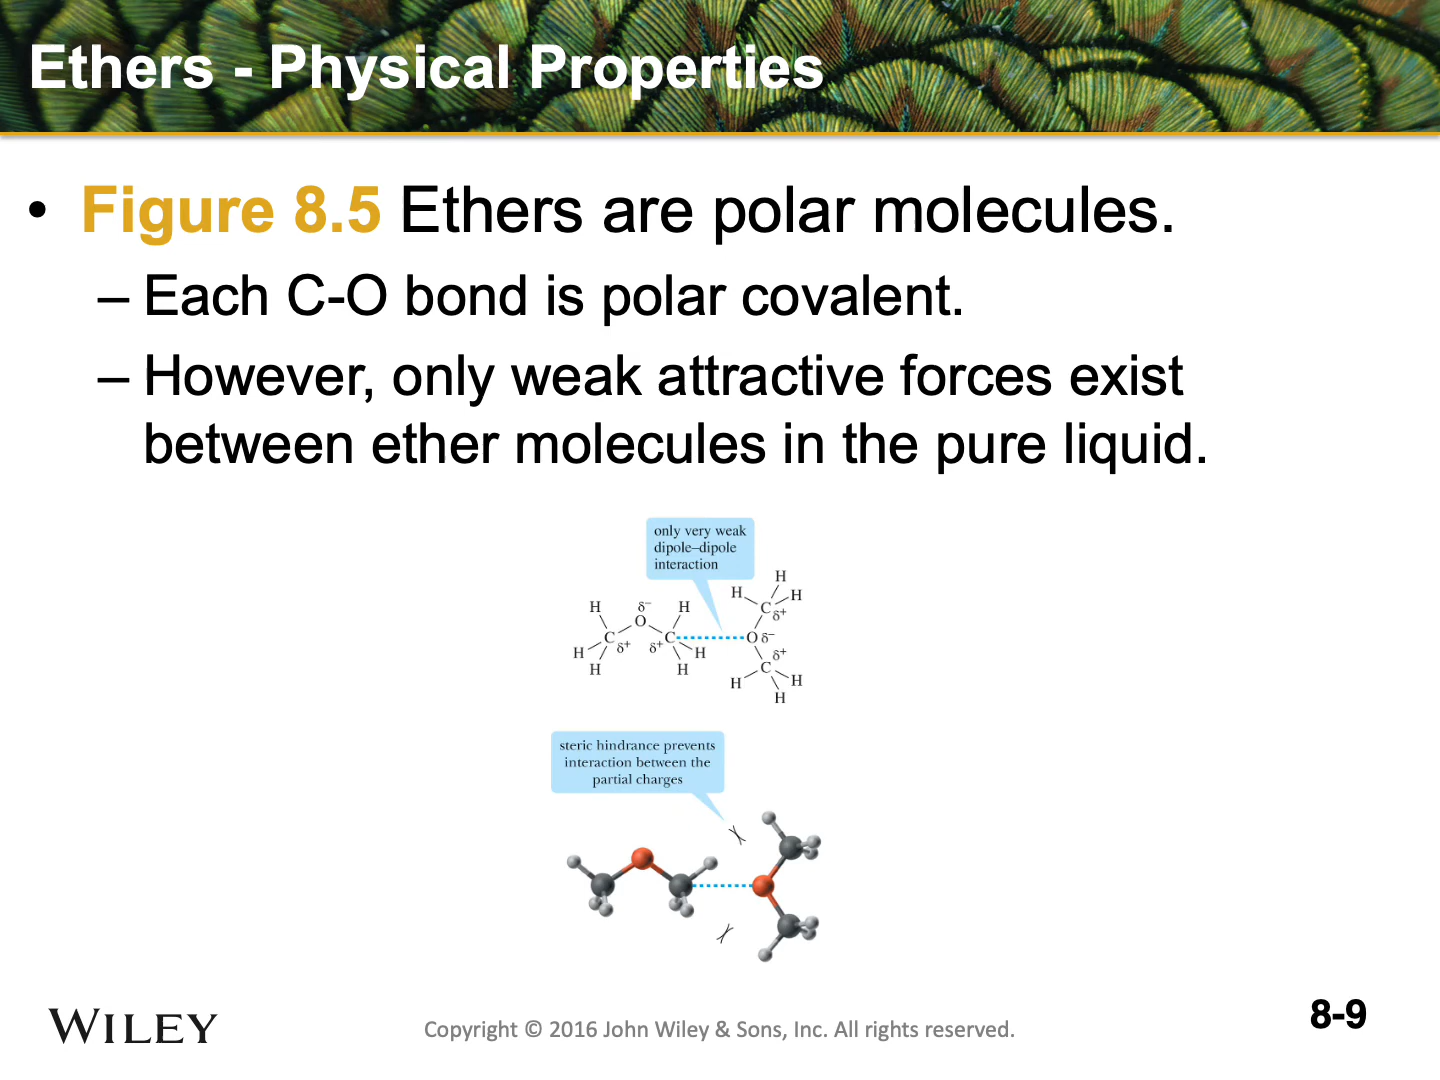 Ethers - Physical Properties
• Figure 8.5 Ethers are polar molecules.
– Each C-O bond is polar covalent.
– However, only weak attractive forces exist
between ether molecules in the pure liquid.
only very weak
dipole–dipole
interaction
H
H H
C δ+
H δ− H
O
C δ+ δ+ C O δ−
H H
H H
δ+
C
H H
H
steric hindrance prevents
interaction between the
partial charges
WILEY
Copyright © 2016 John Wiley & Sons, Inc. All rights reserved.
8-9